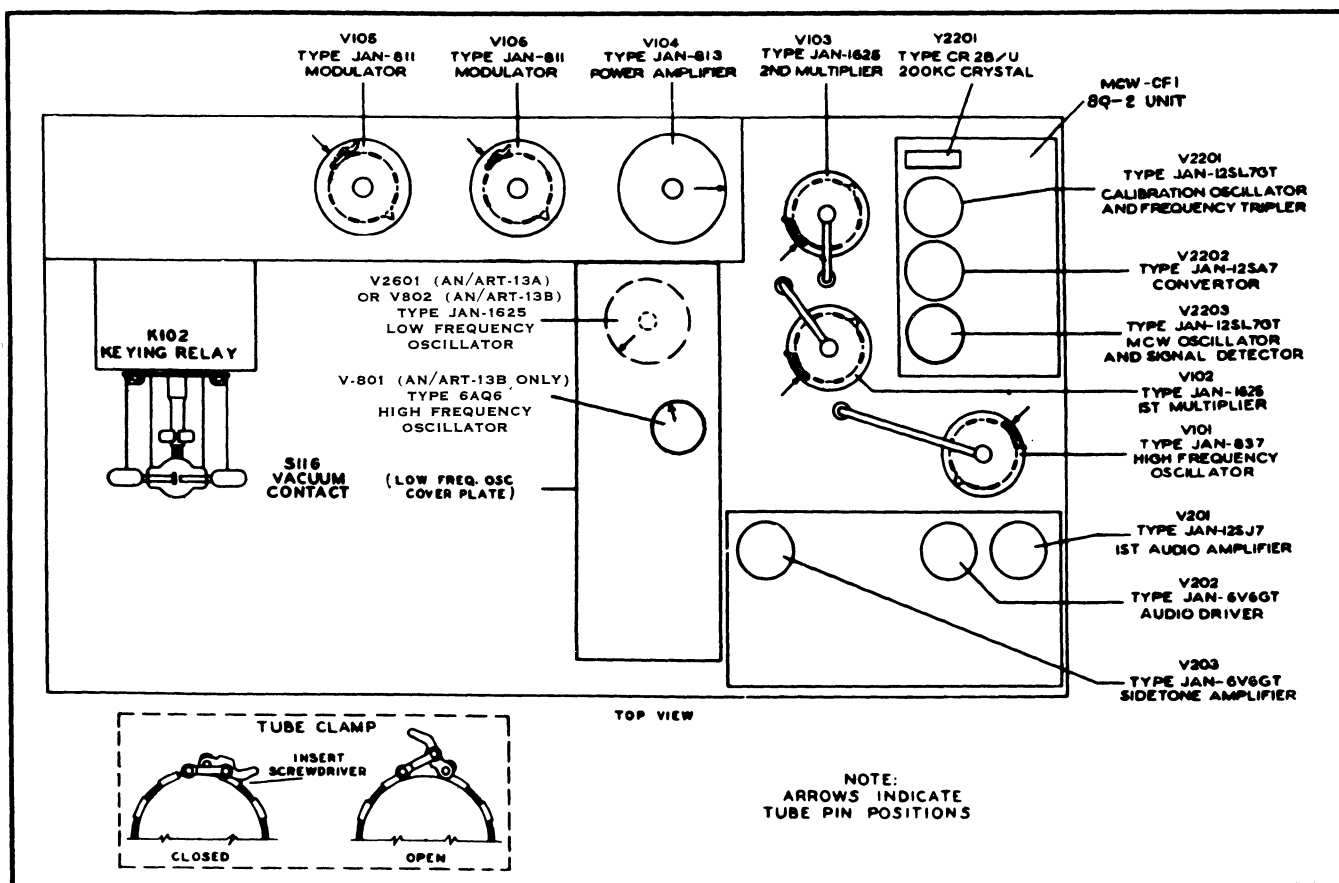 V105
TYPE JAN-811
MODULATOR
V106
TYPE JAN-811
MODULATOR
V104
TYPE JAN-813
POWER AMPLIFIER
V103
TYPE JAN-1625
2ND MULTIPLIER
Y2201
TYPE CR 2B/U
200KC CRYSTAL
MCW-CFI
8Q-2 UNIT
V2201
TYPE JAN-12SL7GT
CALIBRATION OSCILLATOR
AND FREQUENCY TRIPLER
V2202
TYPE JAN-12SA7
CONVERTOR
V2203
TYPE JAN-12SL7GT
MCW OSCILLATOR
AND SIGNAL DETECTOR
V102
TYPE JAN-1625
1ST MULTIPLIER
V101
TYPE JAN-837
HIGH FREQUENCY
OSCILLATOR
V201
TYPE JAN-12SJ7
1ST AUDIO AMPLIFIER
V202
TYPE JAN-6V6GT
AUDIO DRIVER
V203
TYPE JAN-6V6GT
SIDETONE AMPLIFIER
V2601 (AN/ART-13A)
OR V802 (AN/ART-13B)
TYPE JAN-1625
LOW FREQUENCY
OSCILLATOR
V-801 (AN/ART-13B ONLY)
TYPE 6AQ6
HIGH FREQUENCY
OSCILLATOR
(LOW FREQ. OSC
COVER PLATE)
K102
KEYING RELAY
S116
VACUUM
CONTACT
TOP VIEW
TUBE CLAMP
INSERT
SCREWDRIVER
CLOSED
OPEN
NOTE:
ARROWS INDICATE
TUBE PIN POSITIONS